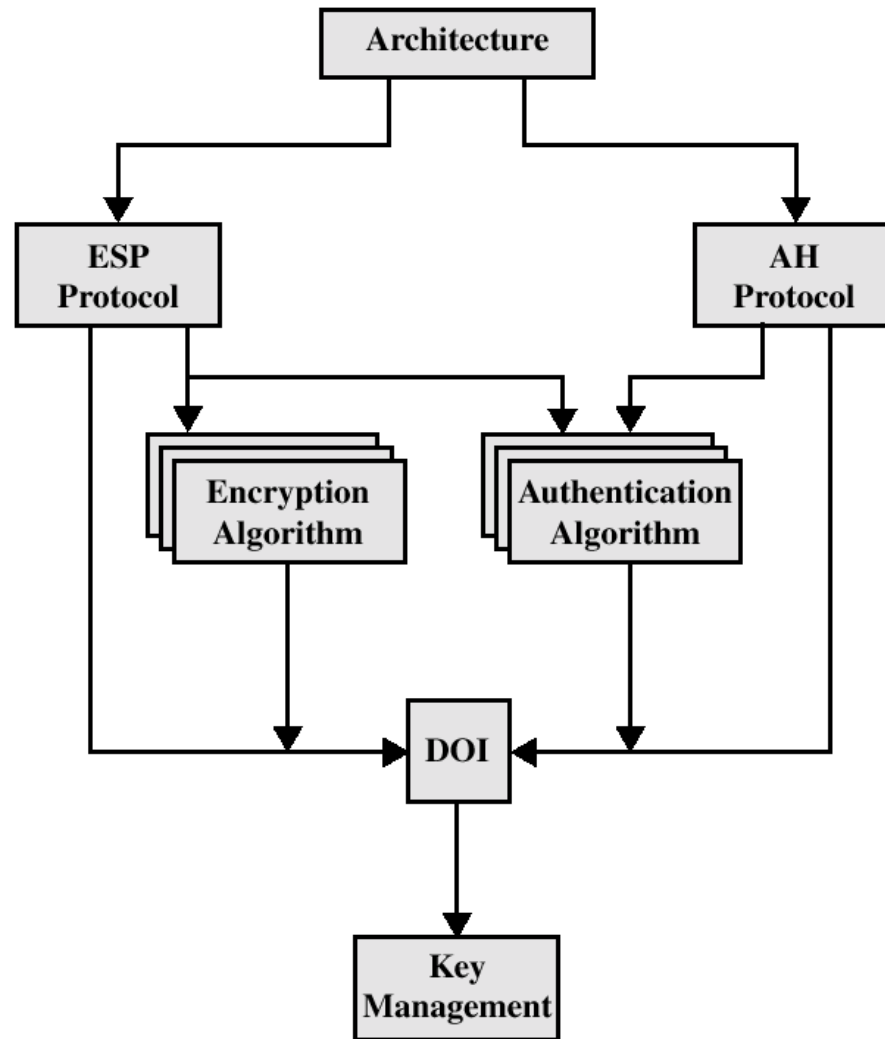 Architecture
ESP
Protocol
AH
Protocol
Encryption
Algorithm
Authentication
Algorithm
DOI
Key
Management